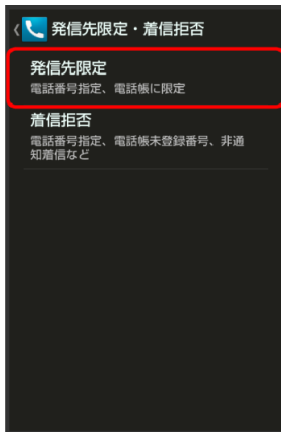 発信先限定・着信拒否
発信先限定
電話番号指定、電話帳に限定
着信拒否
電話番号指定、電話帳未登録番号、非通
知着信など